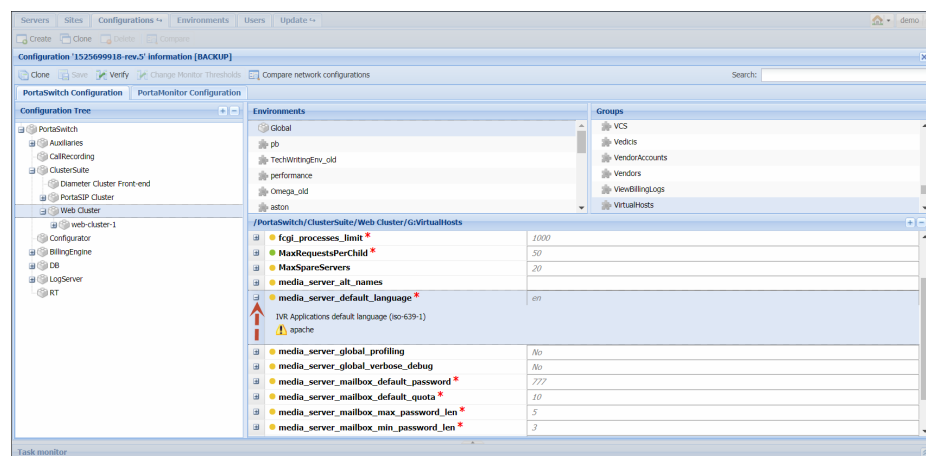 Servers Sites Configurations Environments Users Update demo
Create Clone Delete Compare
Configuration '1525699918-rev.5' information [BACKUP]
Clone Save Verify Change Monitor Thresholds Compare network configurations Search:
PortaSwitch Configuration PortaMonitor Configuration
Configuration Tree
PortaSwitch
Auxiliaries
CallRecording
ClusterSuite
Diameter Cluster Front-end
PortaSIP Cluster
Web Cluster
web-cluster-1
Configurator
BillingEngine
DB
LogServer
RT
Environments
Global
pb
TechWritingEnv_old
performance
Omega_old
aston
Groups
VCS
Vedicis
VendorAccounts
Vendors
ViewBillingLogs
VirtualHosts
/PortaSwitch/ClusterSuite/Web Cluster/G:VirtualHosts
fcgi_processes_limit * 1000
MaxRequestsPerChild * 50
MaxSpareServers 20
media_server_alt_names
media_server_default_language * en
IVR Applications default language (iso-639-1)
apache
media_server_global_profiling No
media_server_global_verbose_debug No
media_server_mailbox_default_password * 777
media_server_mailbox_default_quota * 10
media_server_mailbox_max_password_len * 5
media_server_mailbox_min_password_len * 3
Task monitor